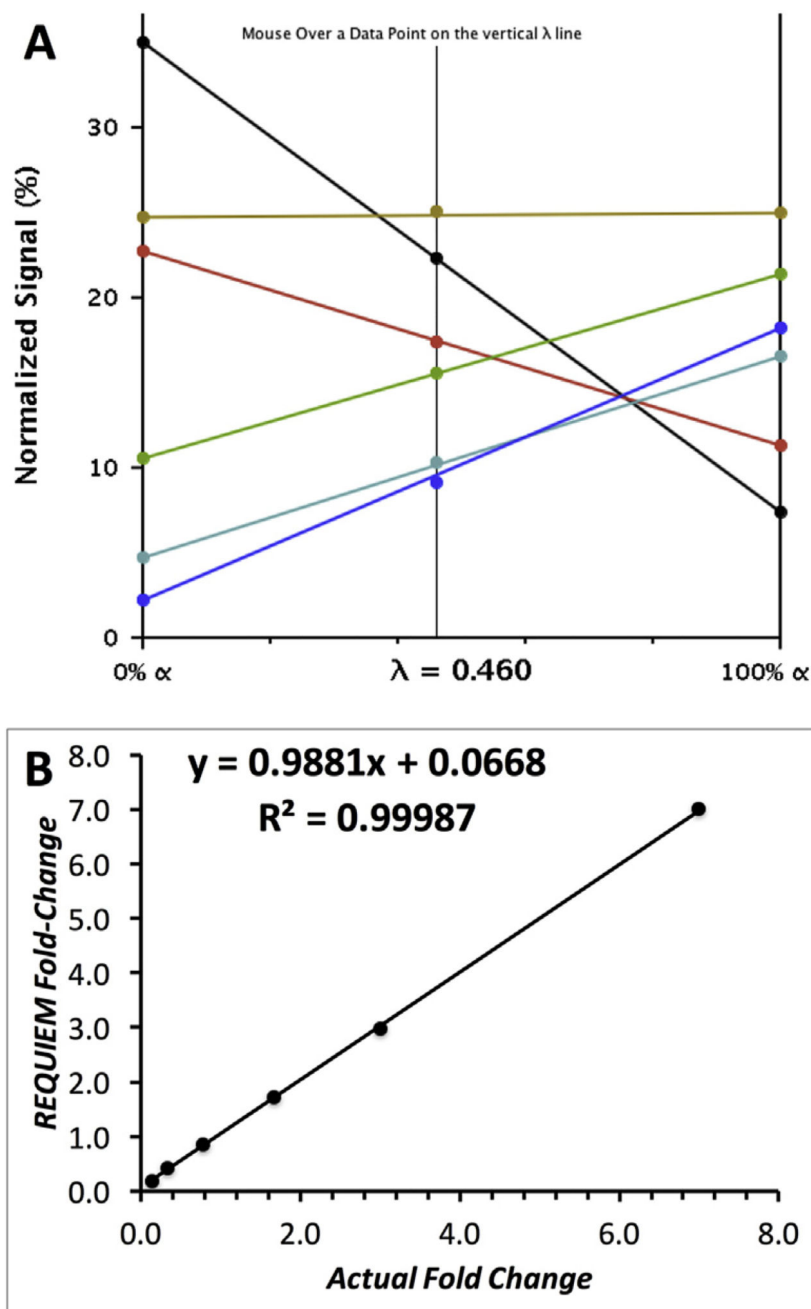 A
Mouse Over a Data Point on the vertical λ line
Normalized Signal (%)
30
20
10
0
0% α
λ = 0.460
100% α
B
y = 0.9881x + 0.0668
R² = 0.99987
REQUIEM Fold-Change
8.0
7.0
6.0
5.0
4.0
3.0
2.0
1.0
0.0
0.0 2.0 4.0 6.0 8.0
Actual Fold Change